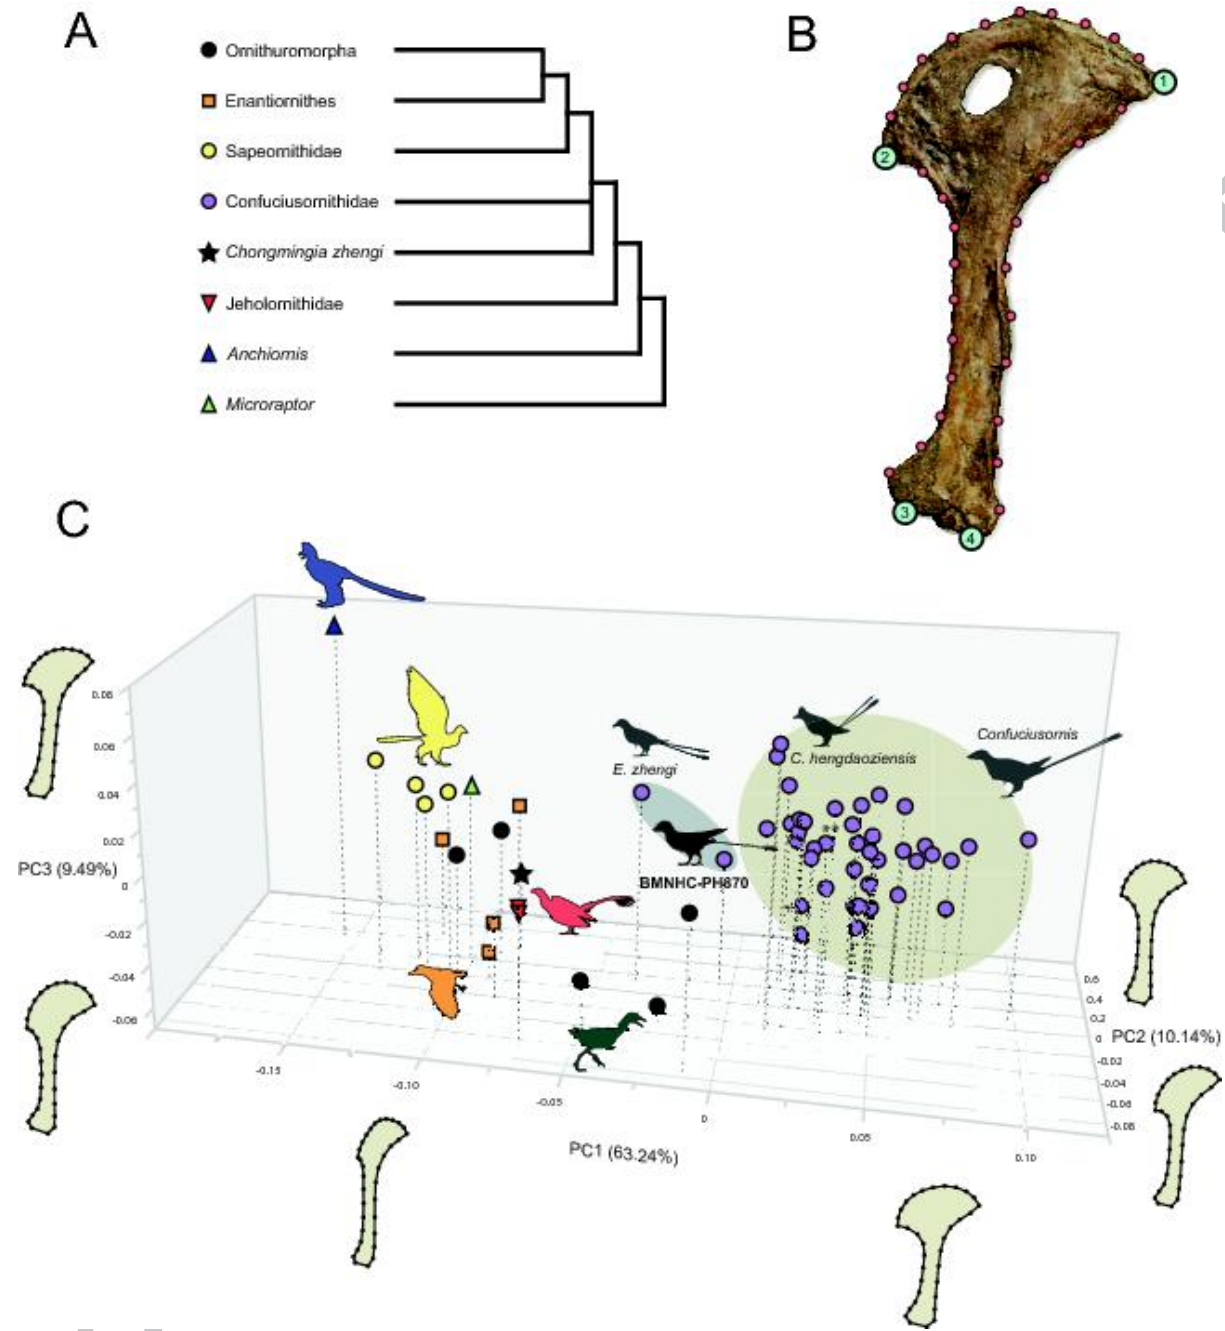 A
Ornithuromorpha
Enantiornithes
Sapeornithidae
Confuciusornithidae
Chongmingia zhengi
Jeholornithidae
Anchiornis
Microraptor
B
1
2
3
4
C
E. zhengi
C. hengdaoziensis
Confuciusornis
BMNHC-PH870
0.08
0.06
0.04
0.02
PC3 (9.49%)
0
-0.02
-0.04
-0.06
0.6
0.4
0.2
0
PC2 (10.14%)
-0.02
-0.04
-0.06
-0.08
-0.15
-0.10
-0.05
0
0.05
0.10
PC1 (63.24%)